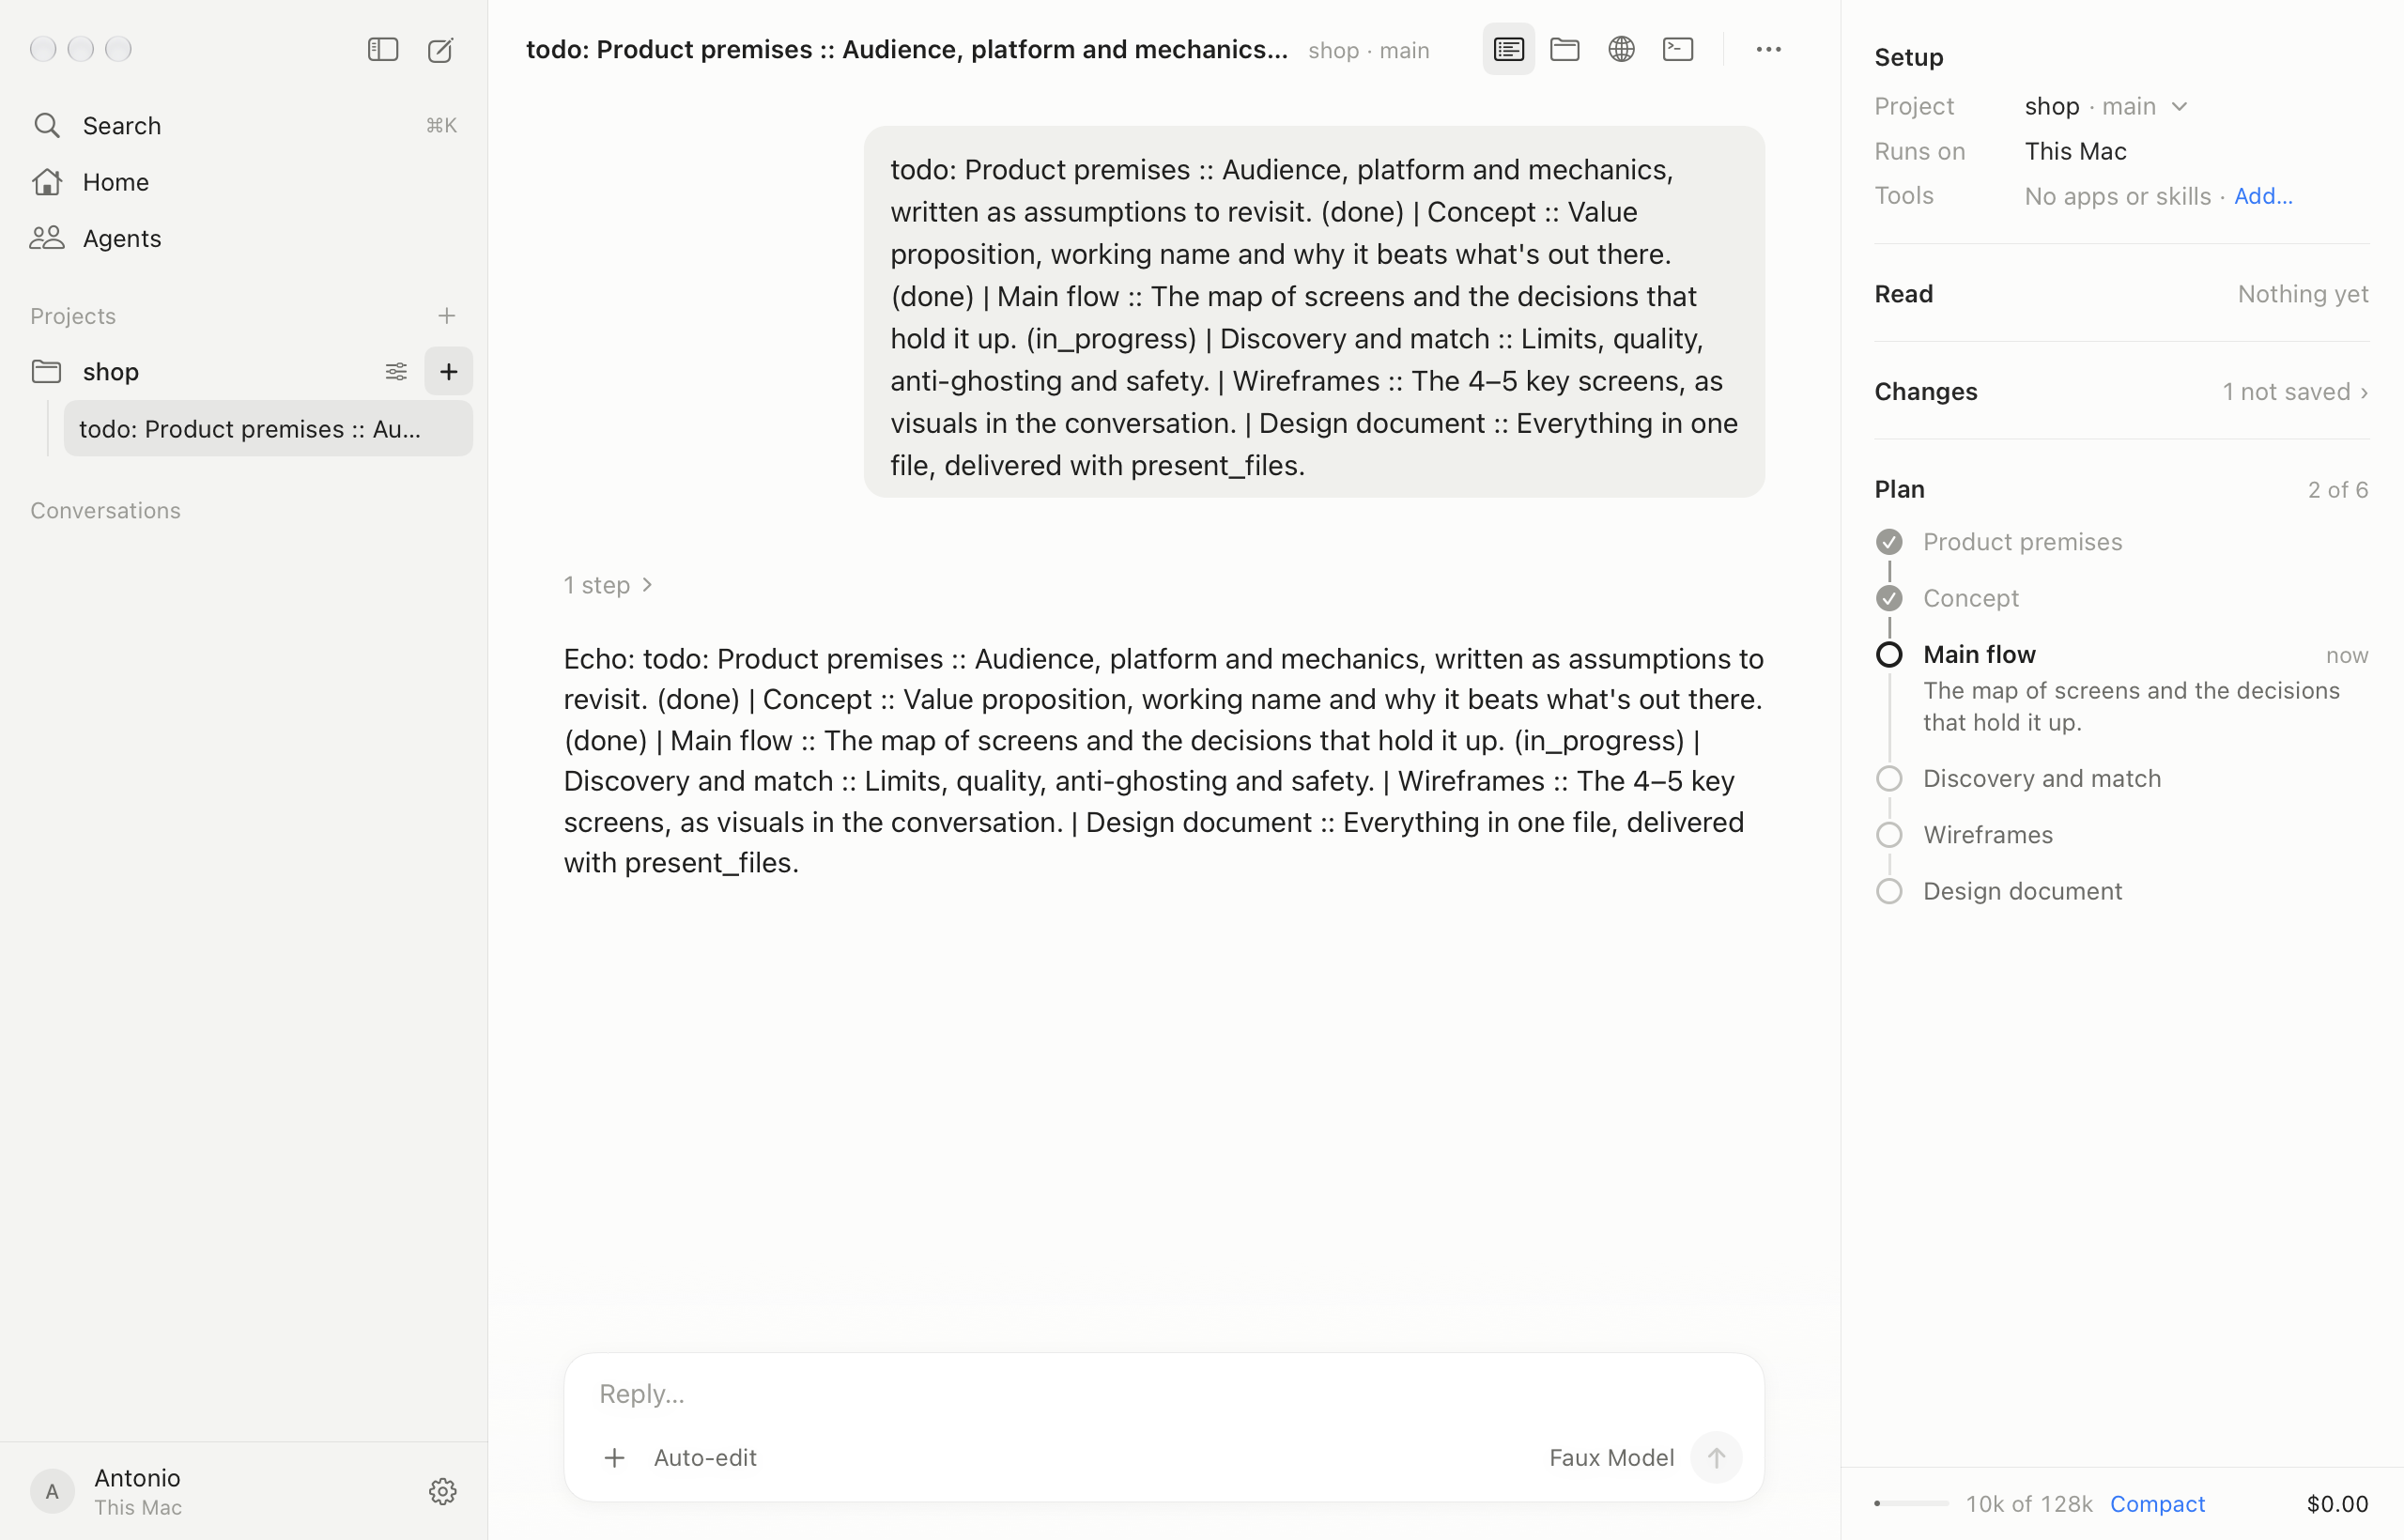 Search
⌘K
Home
Agents
Projects
shop
todo: Product premises :: Au...
Conversations
A
Antonio
This Mac
todo: Product premises :: Audience, platform and mechanics...
shop · main
todo: Product premises :: Audience, platform and mechanics,
written as assumptions to revisit. (done) | Concept :: Value
proposition, working name and why it beats what's out there.
(done) | Main flow :: The map of screens and the decisions that
hold it up. (in_progress) | Discovery and match :: Limits, quality,
anti-ghosting and safety. | Wireframes :: The 4–5 key screens, as
visuals in the conversation. | Design document :: Everything in one
file, delivered with present_files.
1 step
Echo: todo: Product premises :: Audience, platform and mechanics, written as assumptions to
revisit. (done) | Concept :: Value proposition, working name and why it beats what's out there.
(done) | Main flow :: The map of screens and the decisions that hold it up. (in_progress) |
Discovery and match :: Limits, quality, anti-ghosting and safety. | Wireframes :: The 4–5 key
screens, as visuals in the conversation. | Design document :: Everything in one file, delivered
with present_files.
Reply...
Auto-edit
Faux Model
Setup
Project shop · main
Runs on This Mac
Tools No apps or skills · Add...
Read Nothing yet
Changes 1 not saved
Plan 2 of 6
Product premises
Concept
Main flow now
The map of screens and the decisions
that hold it up.
Discovery and match
Wireframes
Design document
10k of 128k Compact $0.00